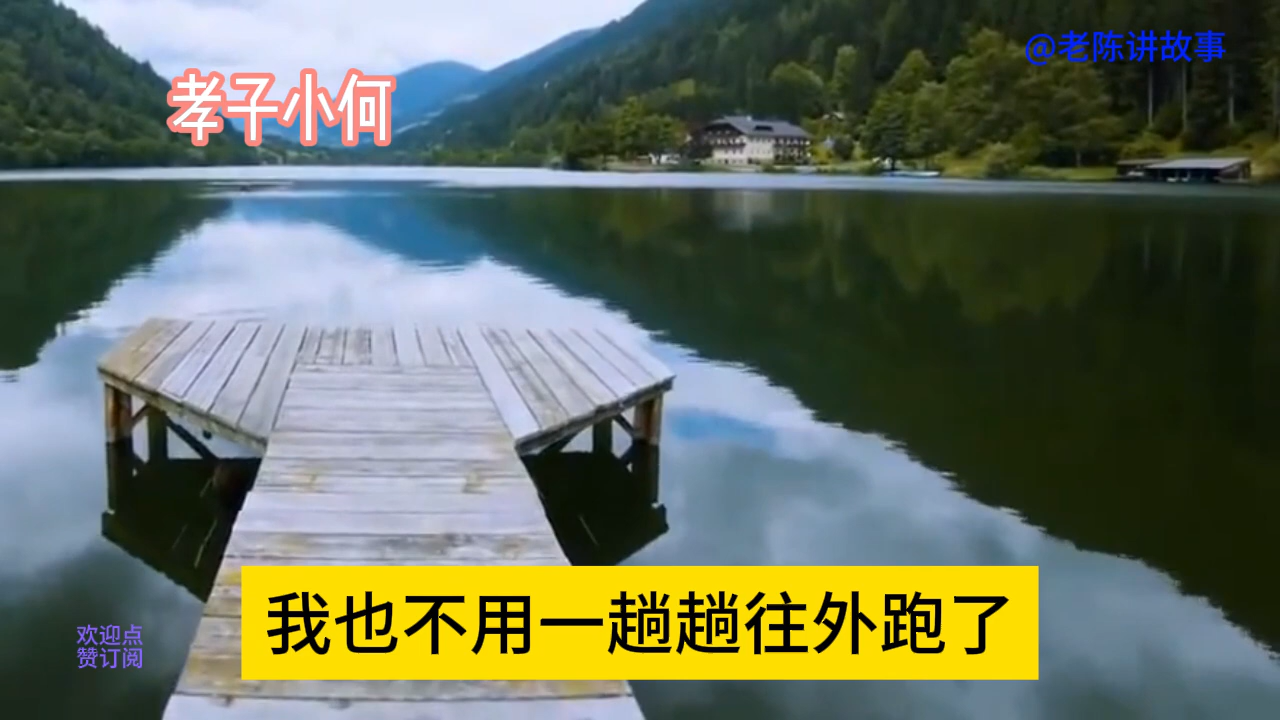 @老陈讲故事
孝子小何
我也不用一趟趟往外跑了
欢迎点
赞订阅